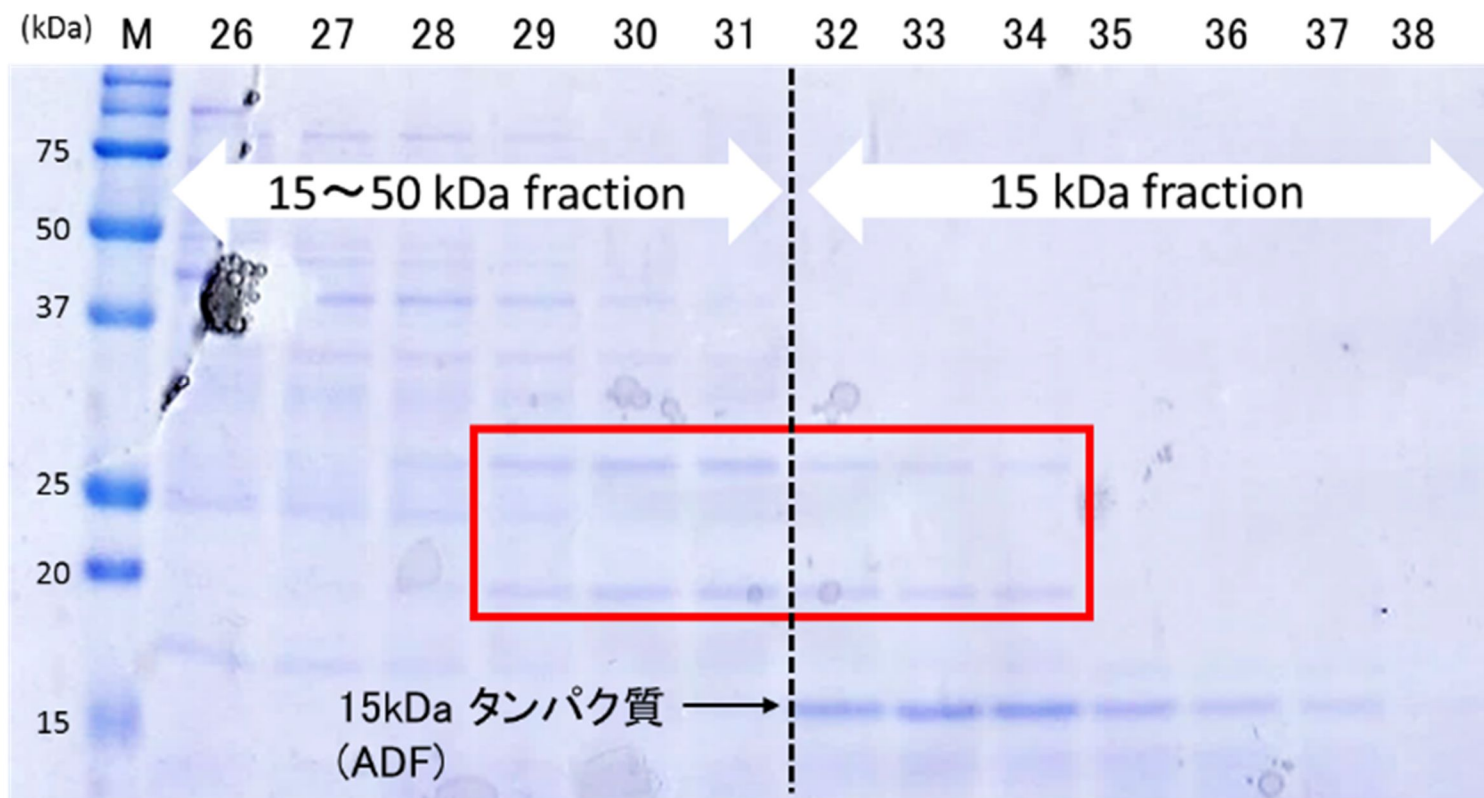 (kDa) M 26 27 28 29 30 31 32 33 34 35 36 37 38
75
15～50 kDa fraction
15 kDa fraction
50
37
25
20
15kDa タンパク質
15
(ADF)